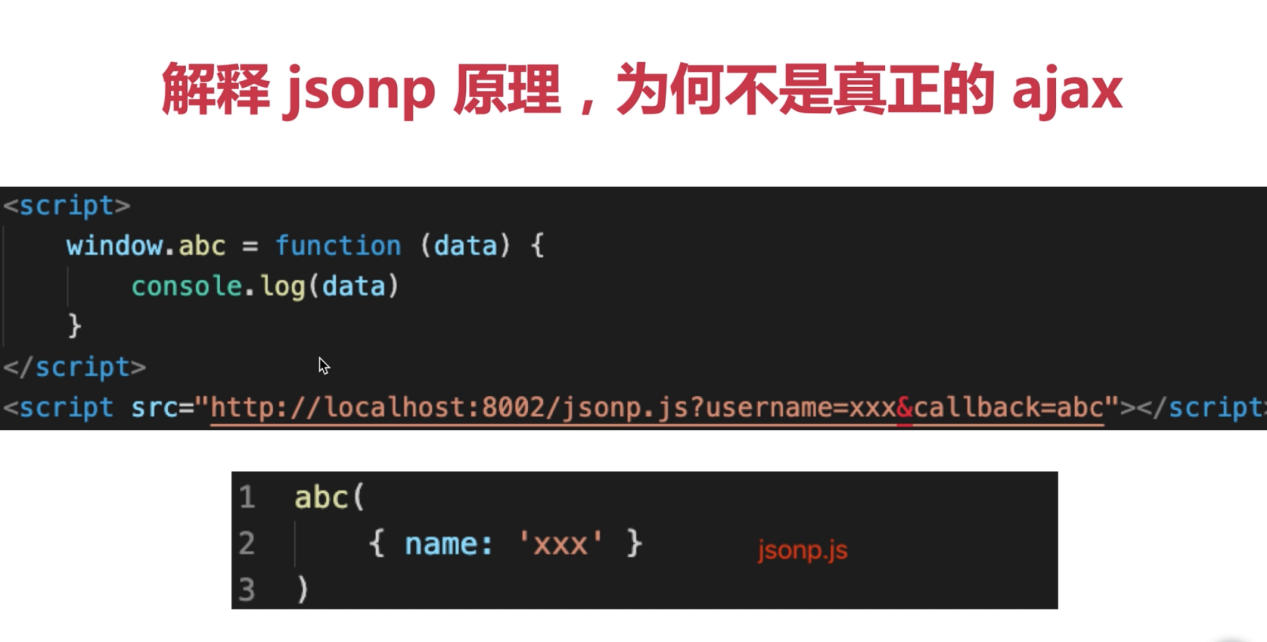 解释 jsonp 原理，为何不是真正的 ajax
<script>
window.abc = function (data) {
console.log(data)
}
</script>
<script src="http://localhost:8002/jsonp.js?username=xxx&callback=abc"></script>
1 abc(
2 { name: 'xxx' }
jsonp.js
3 )